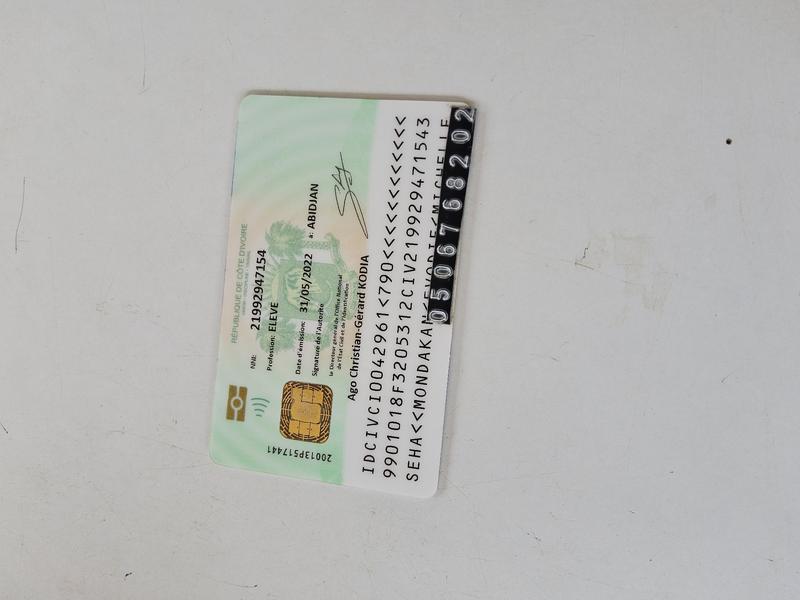 RÉPUBLIQUE DE CÔTE D'IVOIRE
NNI: 21992947154
Profession: ELEVE
Date d'émission: 31/05/2022 à: ABIDJAN
Signature de l'Autorité
le Directeur général de l'Office National
de l'État Civil et de l'Identification
Ago Christian-Gérard KODIA
20013P517441
IDCIVCI0042961<790<<<<<<<<<<<<<
9901018F3205312CIV219929471543
SEHA<<MONDAKAN<EVODIE<MICHELLE
0506768202